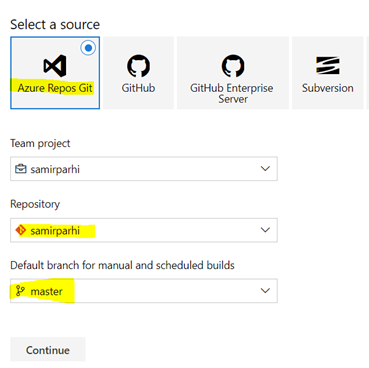 Select a source
Azure Repos Git
GitHub
GitHub Enterprise
Server
Subversion
Team project
samirparhi
Repository
samirparhi
Default branch for manual and scheduled builds
master
Continue